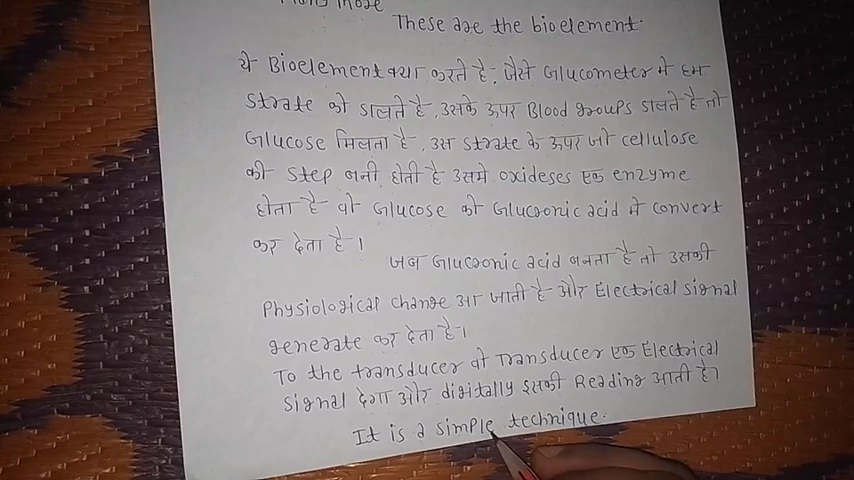 These are the bioelement.
ये Bioelement क्या करते है, जैसे Glucometer मे हम
Strate को डालते है, उसके ऊपर Blood groups डालते है तो
Glucose मिलता है, उस strate के ऊपर जो cellulose
की step बनी होती है उसमे oxideses एक enzyme
होता है वो Glucose को Glucronic acid मे convert
कर देता है।
जब Glucronic acid बनता है तो उसकी
Physiological change आ जाती है और Electrical signal
generate कर देता है।
To the transducer वो Transducer एक Electrical
Signal देगा और digitally इसकी Reading आती है।
It is a simple technique.